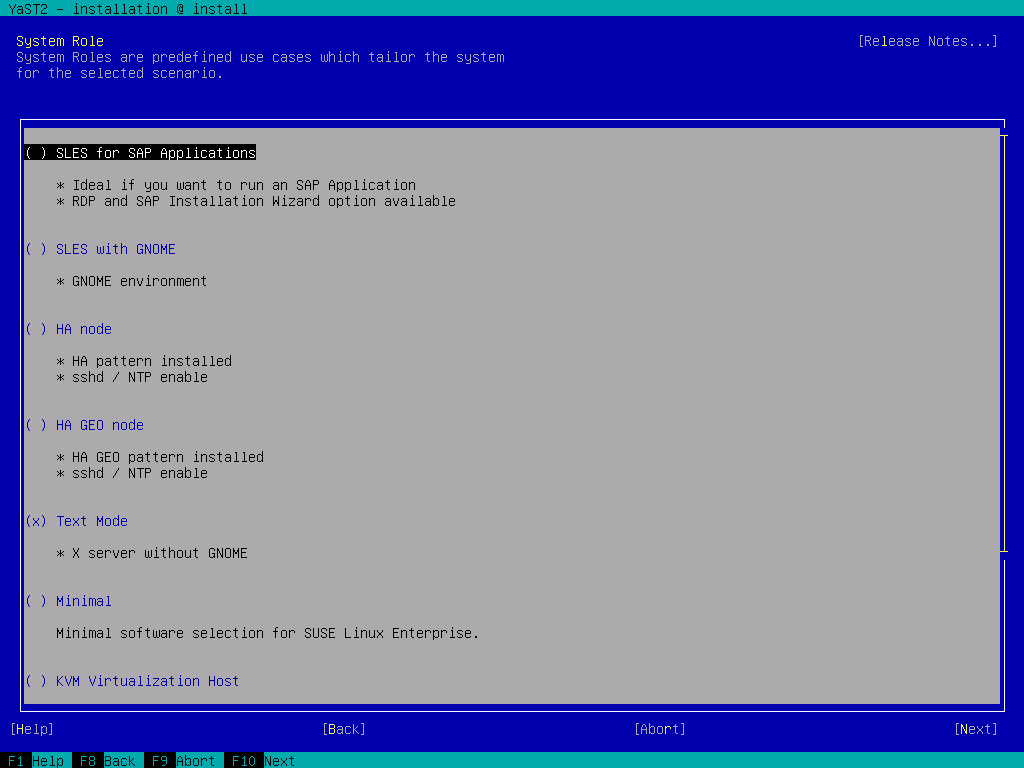 YaST2 - installation @ install
System Role
[Release Notes...]
System Roles are predefined use cases which tailor the system
for the selected scenario.
( ) SLES for SAP Applications
* Ideal if you want to run an SAP Application
* RDP and SAP Installation Wizard option available
( ) SLES with GNOME
* GNOME environment
( ) HA node
* HA pattern installed
* sshd / NTP enable
( ) HA GEO node
* HA GEO pattern installed
* sshd / NTP enable
(x) Text Mode
* X server without GNOME
( ) Minimal
Minimal software selection for SUSE Linux Enterprise.
( ) KVM Virtualization Host
[Help] [Back] [Abort] [Next]
F1 Help F8 Back F9 Abort F10 Next